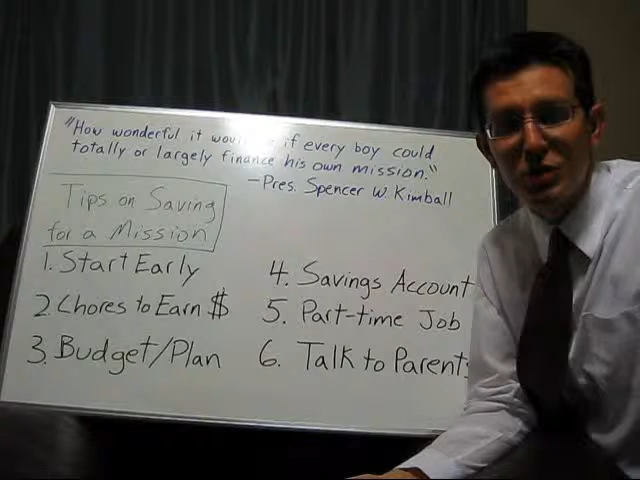 "How wonderful it if every boy could
totally or largely finance his own mission."
-Pres. Spencer W. Kimball
Tips on Saving
for a Mission
1. Start Early
2. Chores to Earn $
3. Budget/Plan
4. Savings Account
5. Part-time Job
6. Talk to Parents